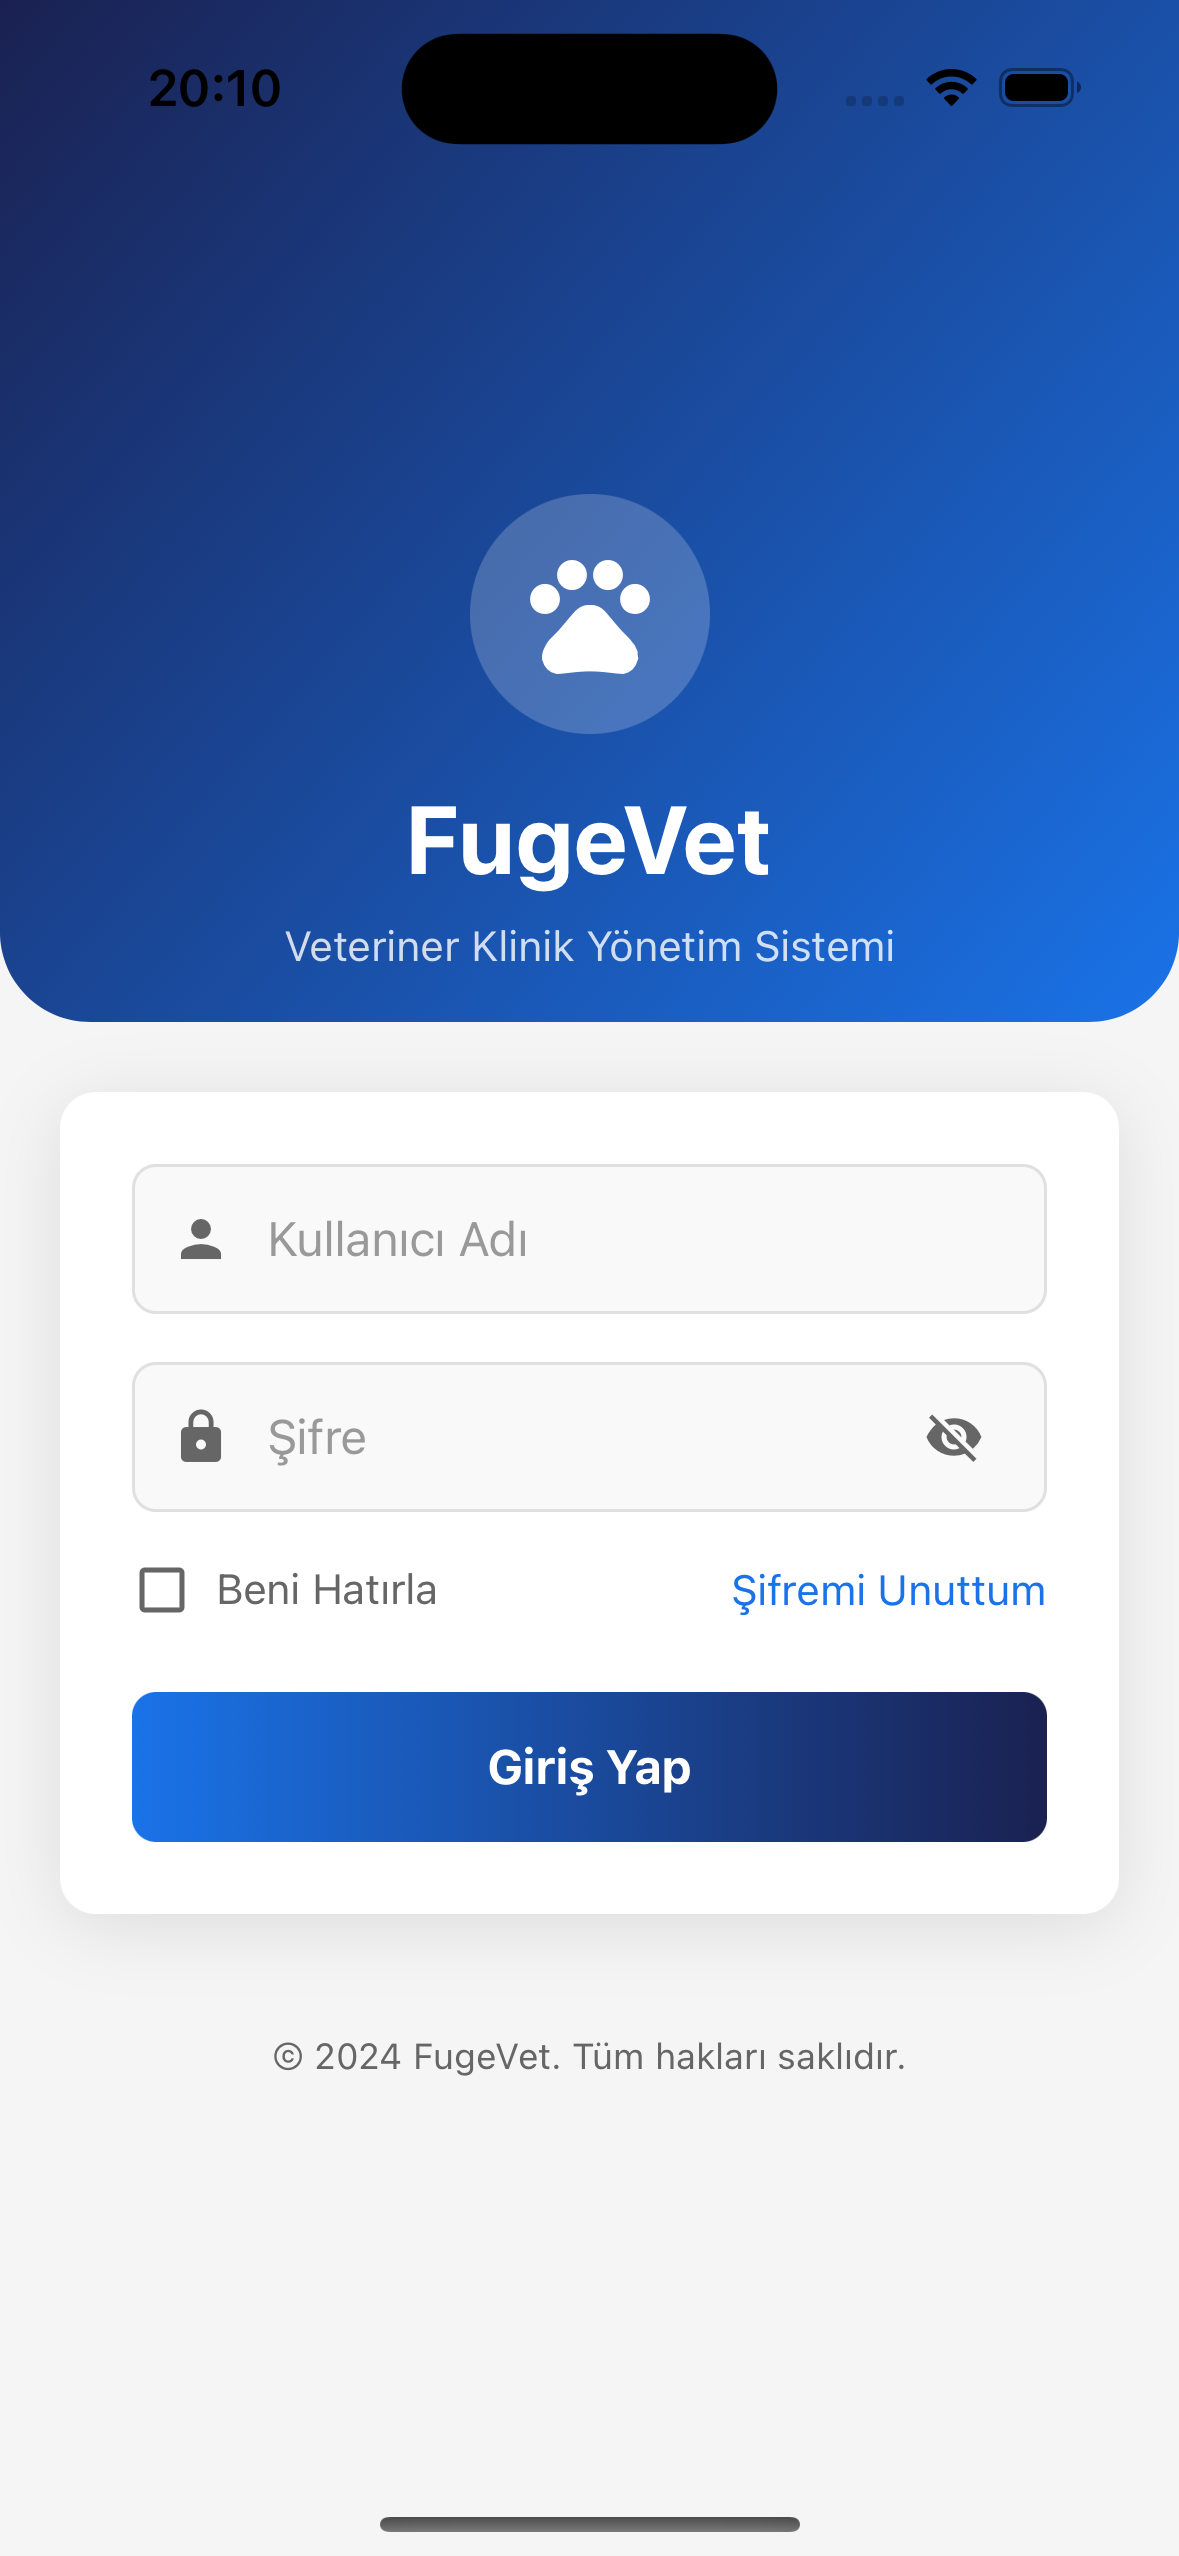 20:10
FugeVet
Veteriner Klinik Yönetim Sistemi
Kullanıcı Adı
Şifre
Beni Hatırla
Şifremi Unuttum
Giriş Yap
© 2024 FugeVet. Tüm hakları saklıdır.